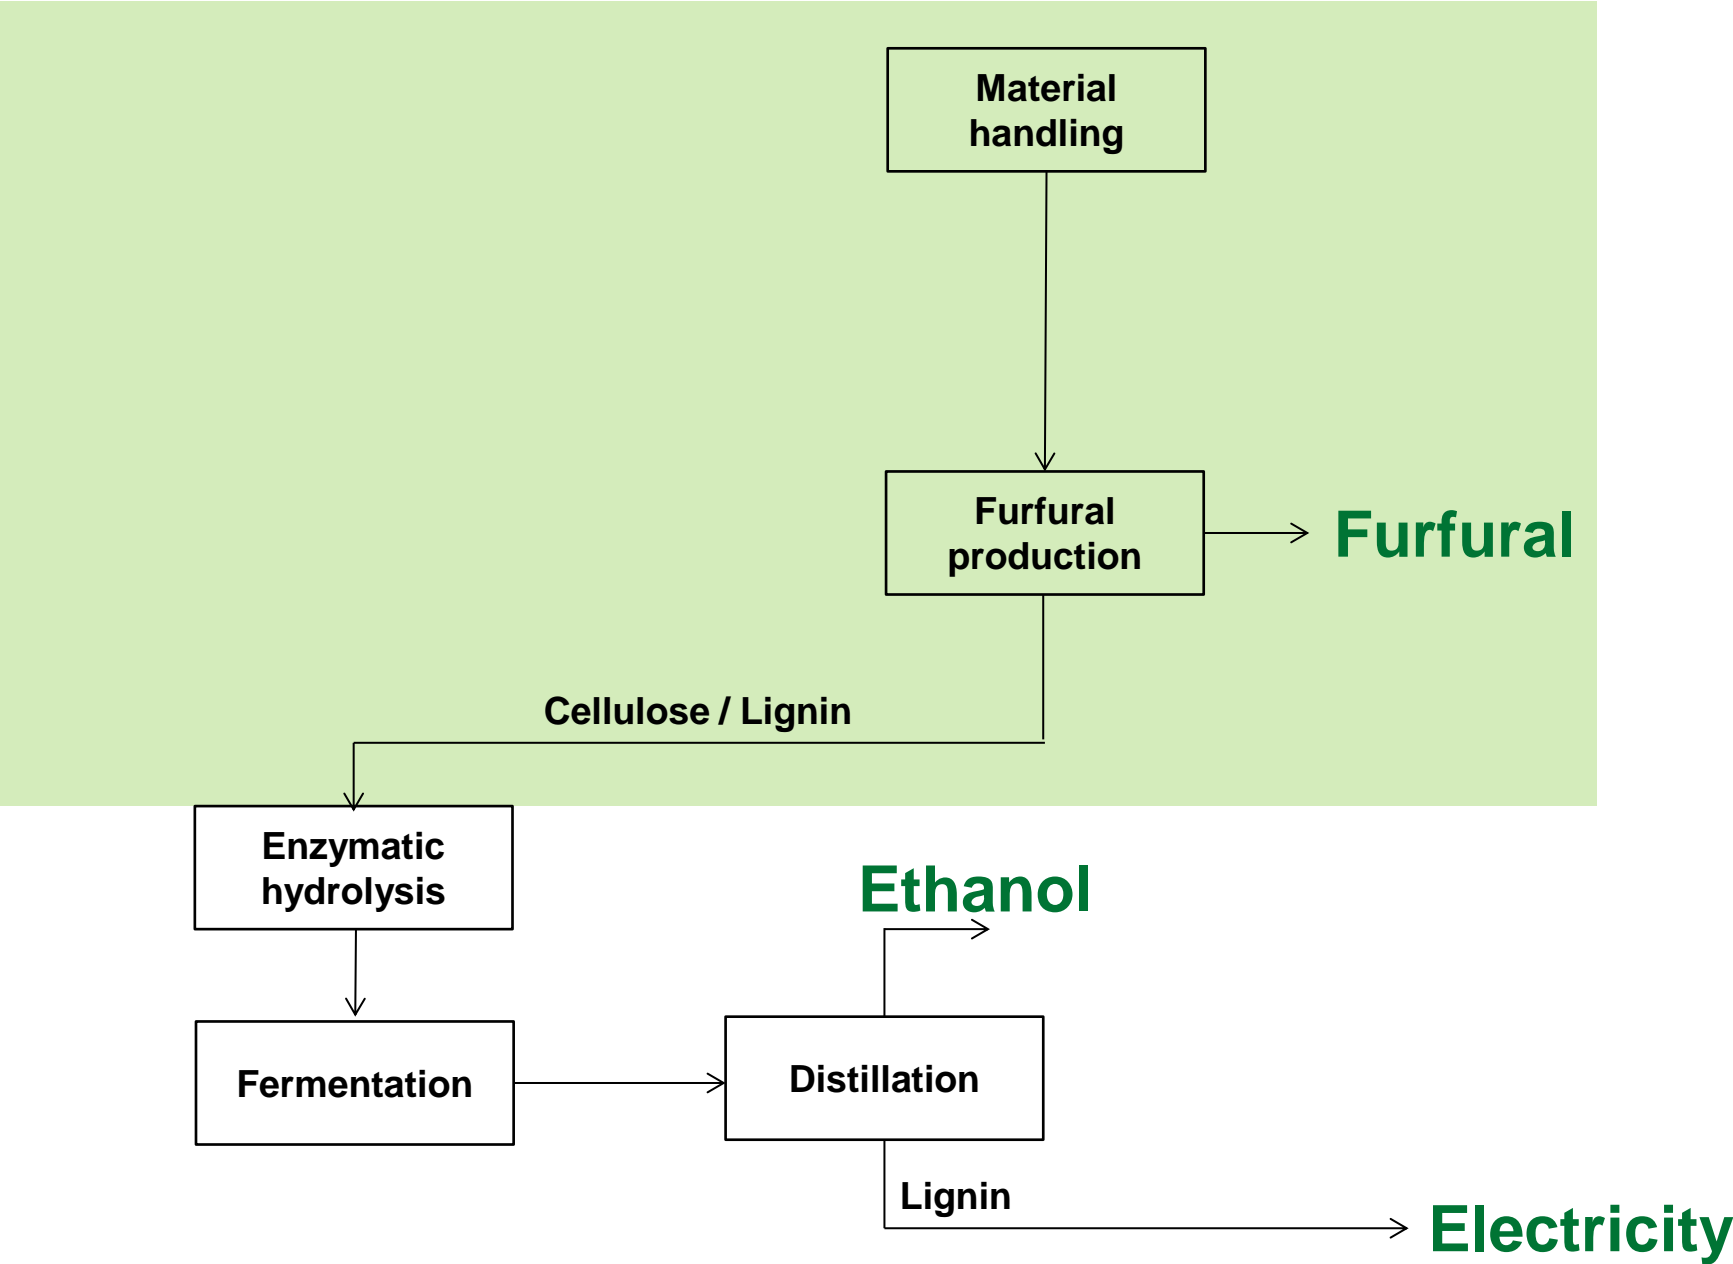 Material
handling
Furfural
production
Furfural
Cellulose / Lignin
Enzymatic
hydrolysis
Ethanol
Fermentation
Distillation
Lignin
Electricity